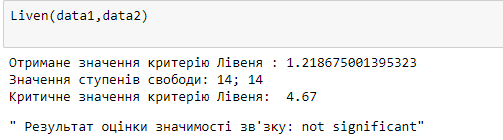 Liven(data1,data2)
Отримане значення критерію Лівеня : 1.218675001395323
Значення ступенів свободи: 14; 14
Критичне значення критерію Лівеня:  4.67
" Результат оцінки значимості зв'зку: not significant"